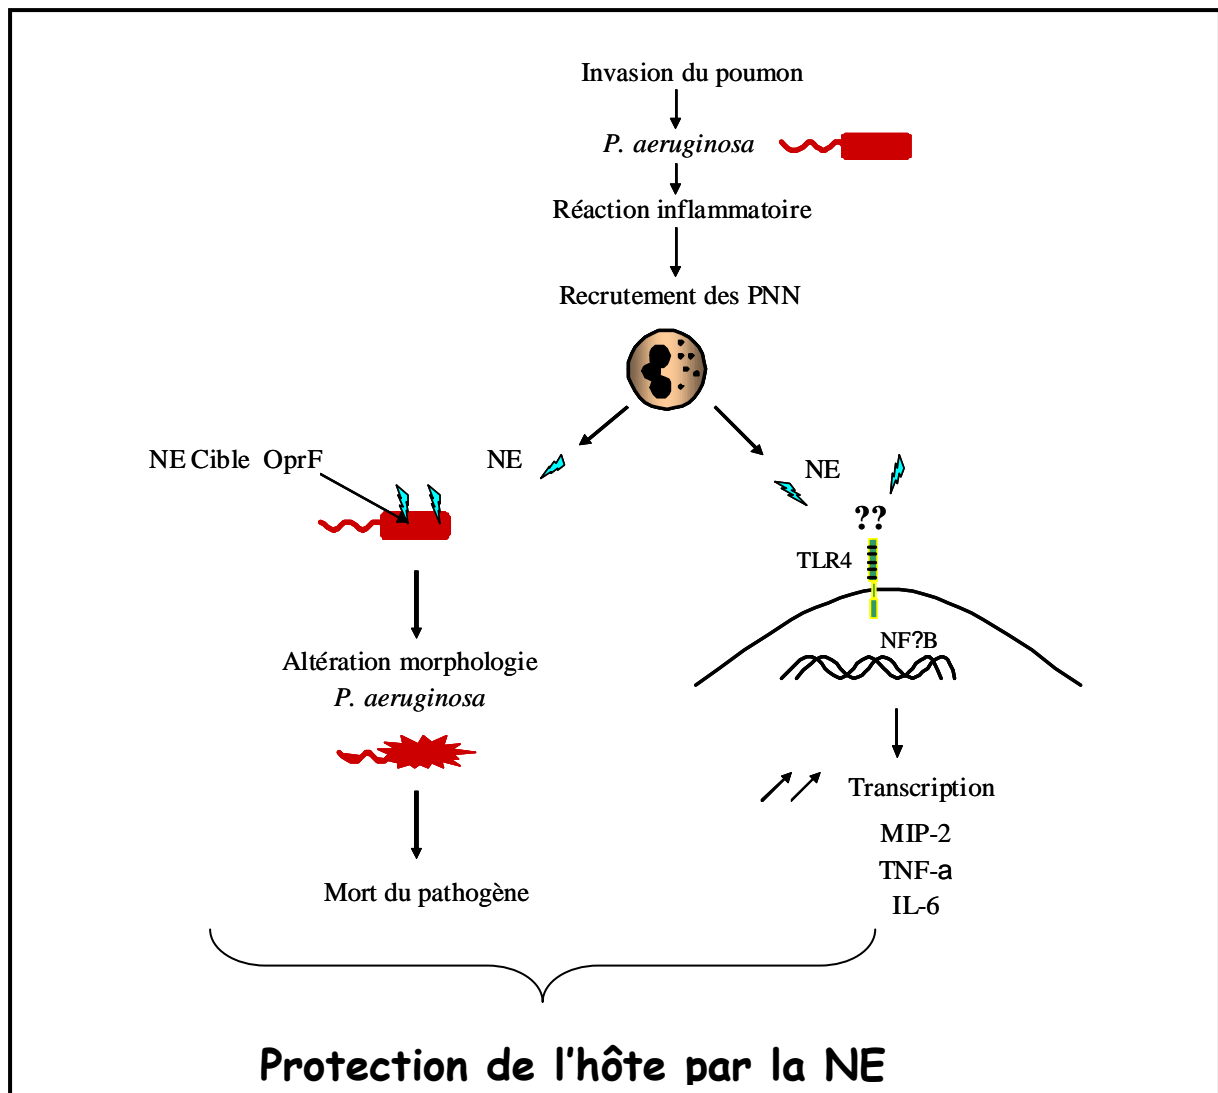 Invasion du poumon
P. aeruginosa
Réaction inflammatoire
Recrutement des PNN
NE Cible OprF
NE
NE
??
TLR4
NF?B
Altération morphologie
P. aeruginosa
Mort du pathogène
Transcription
MIP-2
TNF-a
IL-6
Protection de l'hôte par la NE